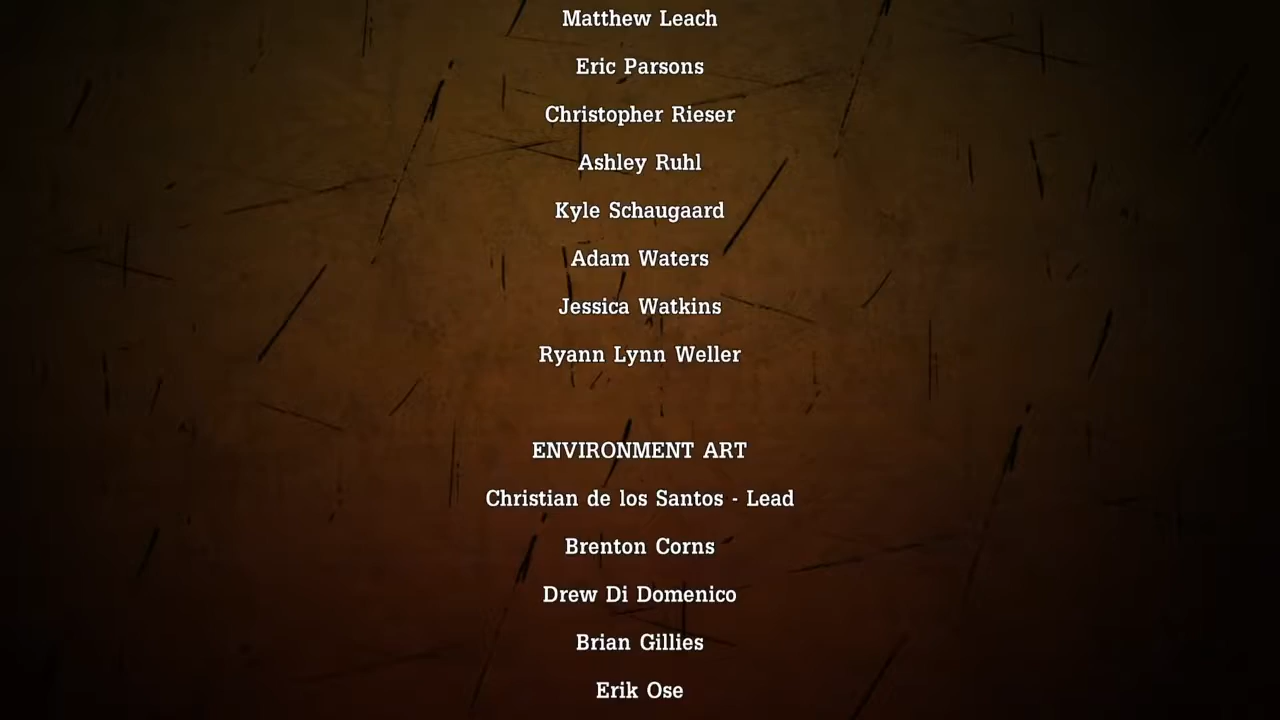 Matthew Leach
Eric Parsons
Christopher Rieser
Ashley Ruhl
Kyle Schaugaard
Adam Waters
Jessica Watkins
Ryann Lynn Weller
ENVIRONMENT ART
Christian de los Santos - Lead
Brenton Corns
Drew Di Domenico
Brian Gillies
Erik Ose